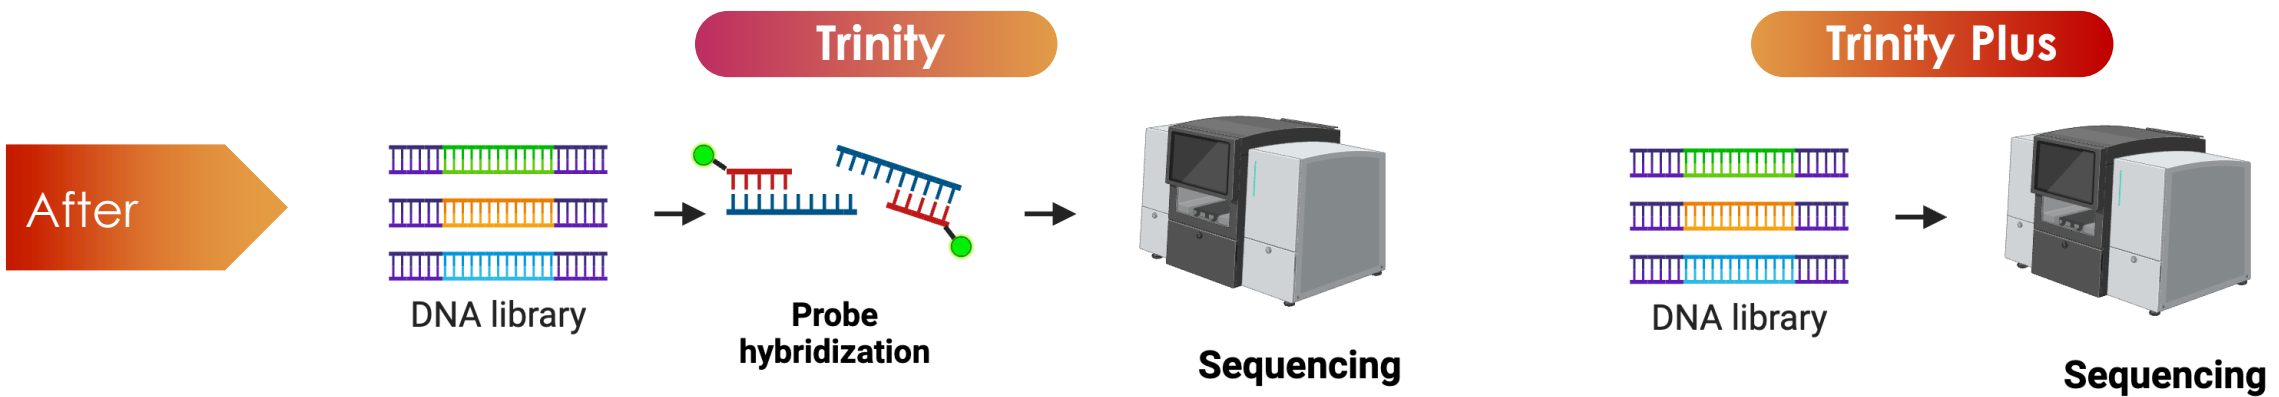 Trinity
Trinity Plus
After
DNA library
Probe
hybridization
Sequencing
DNA library
Sequencing